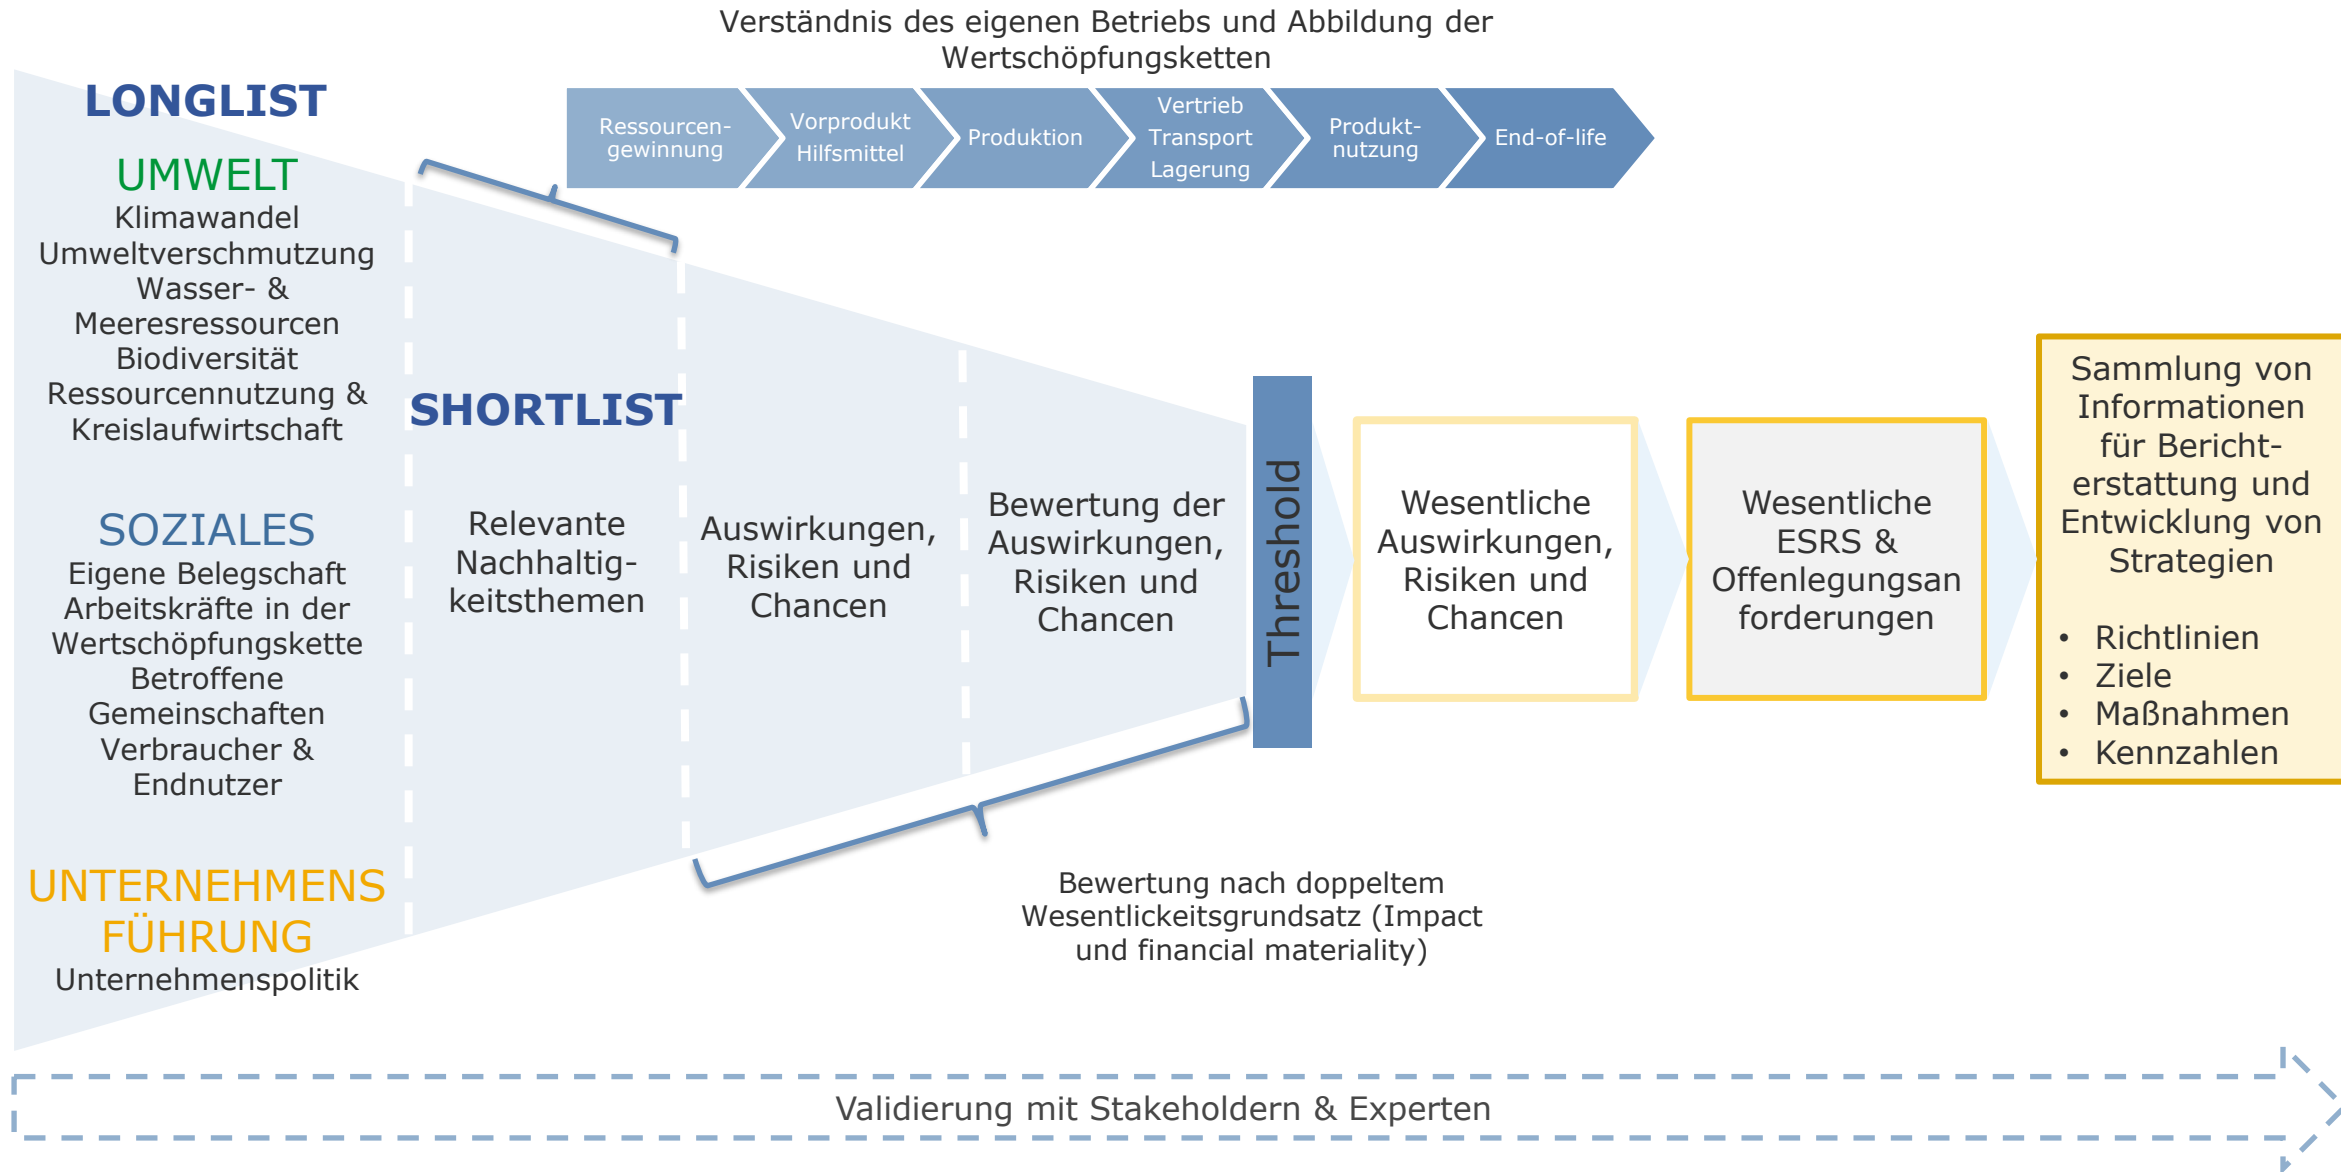 Verständnis des eigenen Betriebs und Abbildung der
Wertschöpfungsketten
Ressourcen-
gewinnung
Vorprodukt
Hilfsmittel
Produktion
Vertrieb
Transport
Lagerung
Produkt-
nutzung
End-of-life
LONGLIST
UMWELT
Klimawandel
Umweltverschmutzung
Wasser- &
Meeresressourcen
Biodiversität
Ressourcennutzung &
Kreislaufwirtschaft
SOZIALES
Eigene Belegschaft
Arbeitskräfte in der
Wertschöpfungskette
Betroffene
Gemeinschaften
Verbraucher &
Endnutzer
UNTERNEHMENS
FÜHRUNG
Unternehmenspolitik
SHORTLIST
Relevante
Nachhaltig-
keitsthemen
Auswirkungen,
Risiken und
Chancen
Bewertung der
Auswirkungen,
Risiken und
Chancen
Threshold
Wesentliche
Auswirkungen,
Risiken und
Chancen
Wesentliche
ESRS &
Offenlegungsan
forderungen
Sammlung von
Informationen
für Bericht-
erstattung und
Entwicklung von
Strategien
• Richtlinien
• Ziele
• Maßnahmen
• Kennzahlen
Bewertung nach doppeltem
Wesentlickeitsgrundsatz (Impact
und financial materiality)
Validierung mit Stakeholdern & Experten